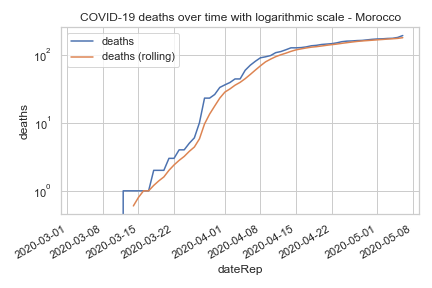 COVID-19 deaths over time with logarithmic scale - Morocco
deaths
deaths (rolling)
10²
10¹
10⁰
deaths
2020-03-01
2020-03-08
2020-03-15
2020-03-22
2020-04-01
2020-04-08
2020-04-15
2020-04-22
2020-05-01
2020-05-08
dateRep